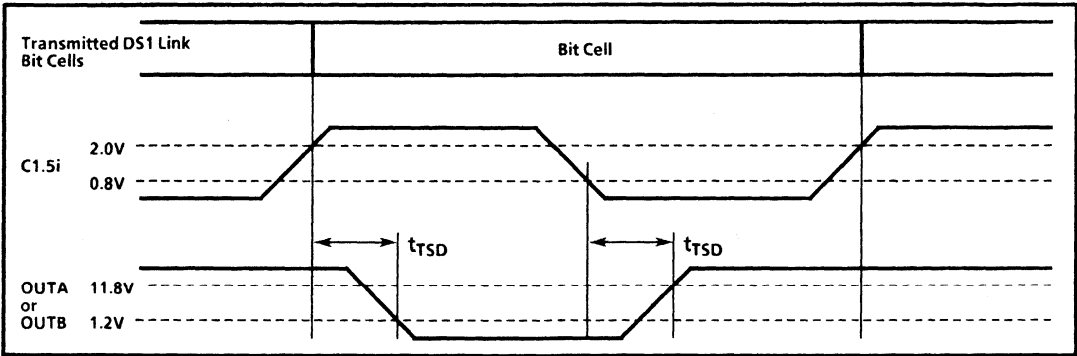 Transmitted DS1 Link
Bit Cells
Bit Cell
C1.5i
2.0V
0.8V
tTSD
tTSD
OUTA
or
OUTB
11.8V
1.2V